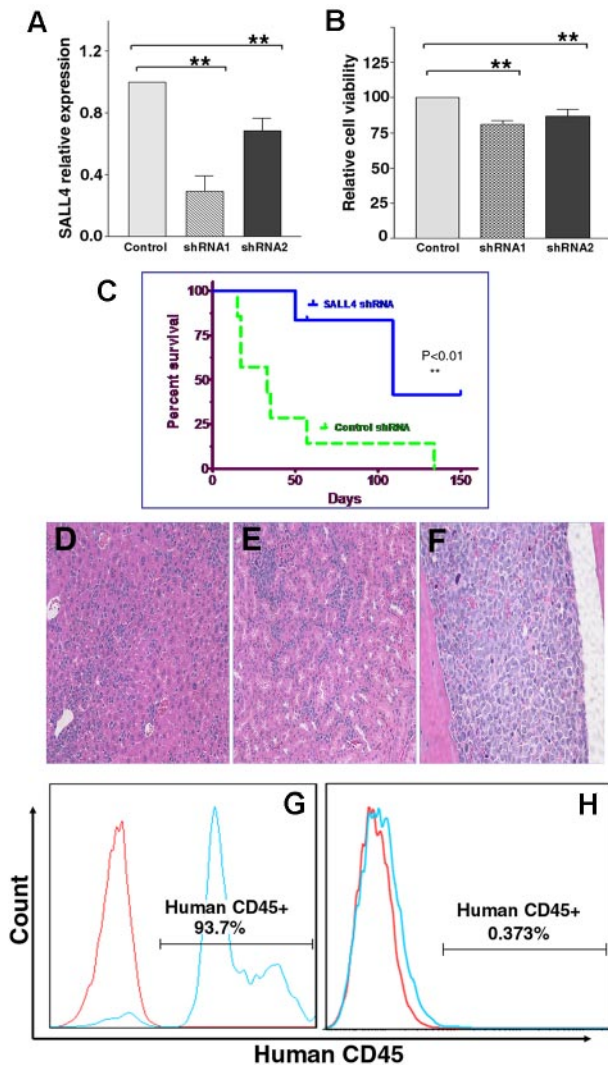 A
SALL4 relative expression
1.2
0.8
0.4
0.0
**
**
Control shRNA1 shRNA2
B
Relative cell viability
125
100
75
50
25
0
**
**
Control shRNA1 shRNA2
C
Percent survival
100
75
50
25
0
SALL4 shRNA
P<0.01
**
Control shRNA
0 50 100 150
Days
D
E
F
G
Human CD45+
93.7%
H
Human CD45+
0.373%
Count
Human CD45